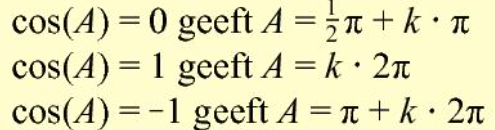 cos(A) = 0 geeft A = ½π + k · π
cos(A) = 1 geeft A = k · 2π
cos(A) = −1 geeft A = π + k · 2π